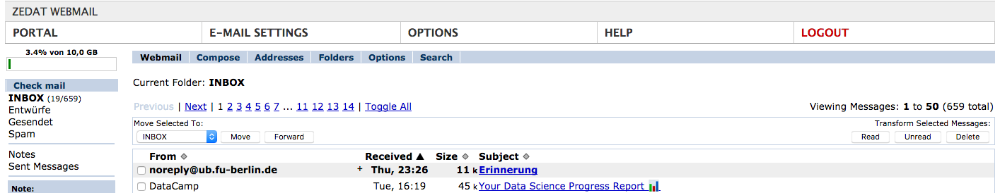 ZEDAT WEBMAIL
PORTAL E-MAIL SETTINGS OPTIONS HELP LOGOUT
3.4% von 10,0 GB
Webmail Compose Addresses Folders Options Search
Check mail
INBOX (19/659)
Entwürfe
Gesendet
Spam
Notes
Sent Messages
Note:
Current Folder: INBOX
Previous | Next | 1 2 3 4 5 6 7 ... 11 12 13 14 | Toggle All
Viewing Messages: 1 to 50 (659 total)
Move Selected To: Transform Selected Messages:
INBOX Move Forward Read Unread Delete
From Received Size Subject
noreply@ub.fu-berlin.de + Thu, 23:26 11 k Erinnerung
DataCamp Tue, 16:19 45 k Your Data Science Progress Report